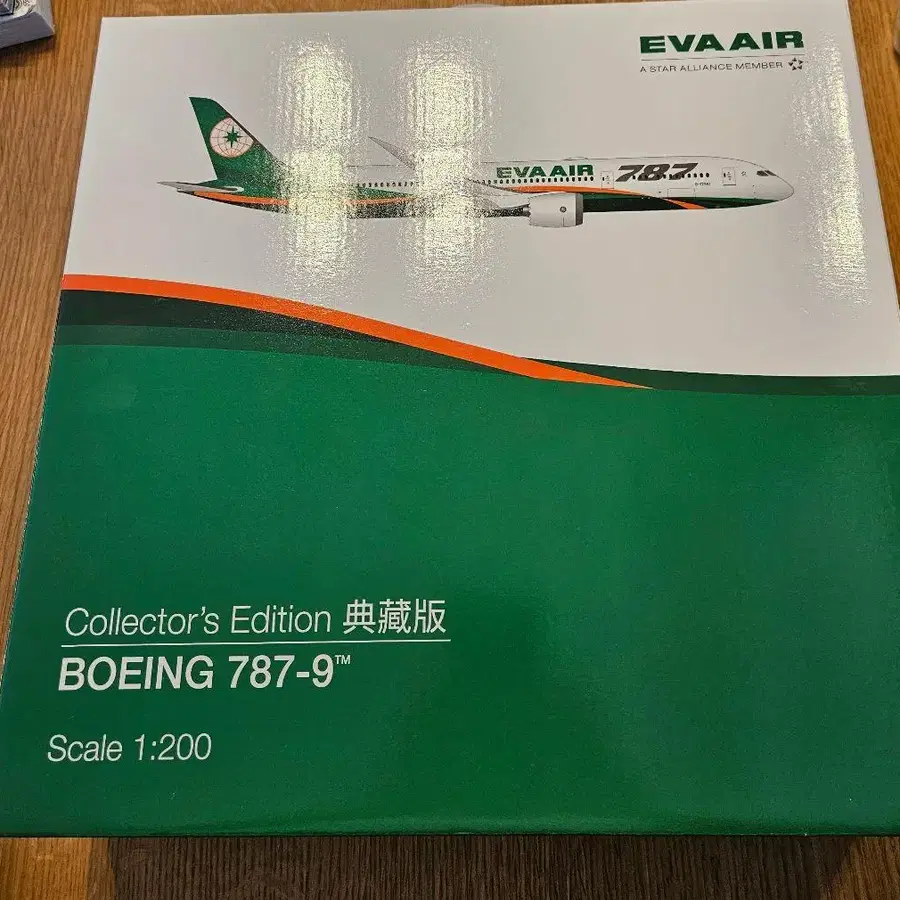 EVA AIR
A STAR ALLIANCE MEMBER
EVA AIR 787
Collector's Edition 典藏版
BOEING 787-9™
Scale 1:200